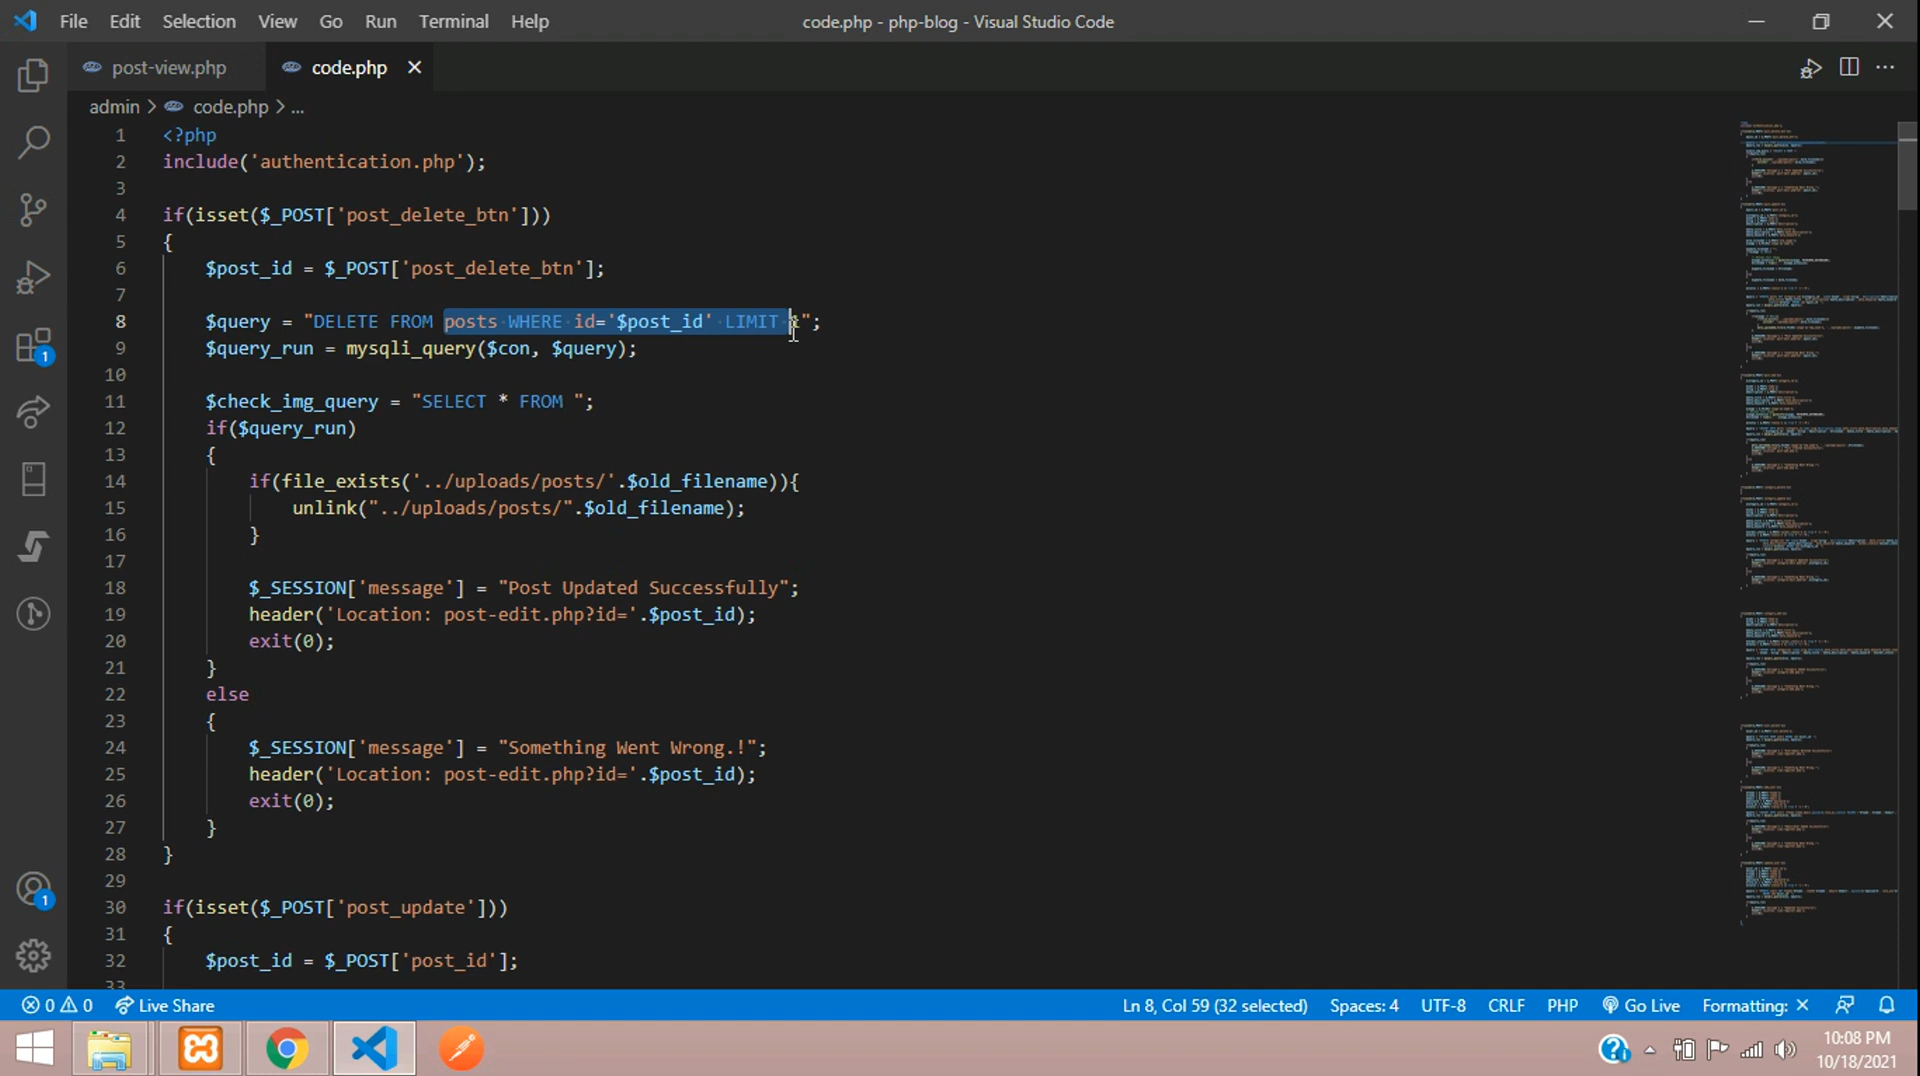 File Edit Selection View Go Run Terminal Help
code.php - php-blog - Visual Studio Code
post-view.php
code.php
admin > code.php > ...
1 <?php
2 include('authentication.php');
3
4 if(isset($_POST['post_delete_btn']))
5 {
6 $post_id = $_POST['post_delete_btn'];
7
8 $query = "DELETE FROM posts WHERE id='$post_id' LIMIT 1";
9 $query_run = mysqli_query($con, $query);
10
11 $check_img_query = "SELECT * FROM ";
12 if($query_run)
13 {
14 if(file_exists('../uploads/posts/'.$old_filename)){
15 unlink("../uploads/posts/".$old_filename);
16 }
17
18 $_SESSION['message'] = "Post Updated Successfully";
19 header('Location: post-edit.php?id='.$post_id);
20 exit(0);
21 }
22 else
23 {
24 $_SESSION['message'] = "Something Went Wrong.!";
25 header('Location: post-edit.php?id='.$post_id);
26 exit(0);
27 }
28 }
29
30 if(isset($_POST['post_update']))
31 {
32 $post_id = $_POST['post_id'];
33
1
1
0 0 Live Share
Ln 8, Col 59 (32 selected) Spaces: 4 UTF-8 CRLF PHP Go Live Formatting: ×
10:08 PM
10/18/2021